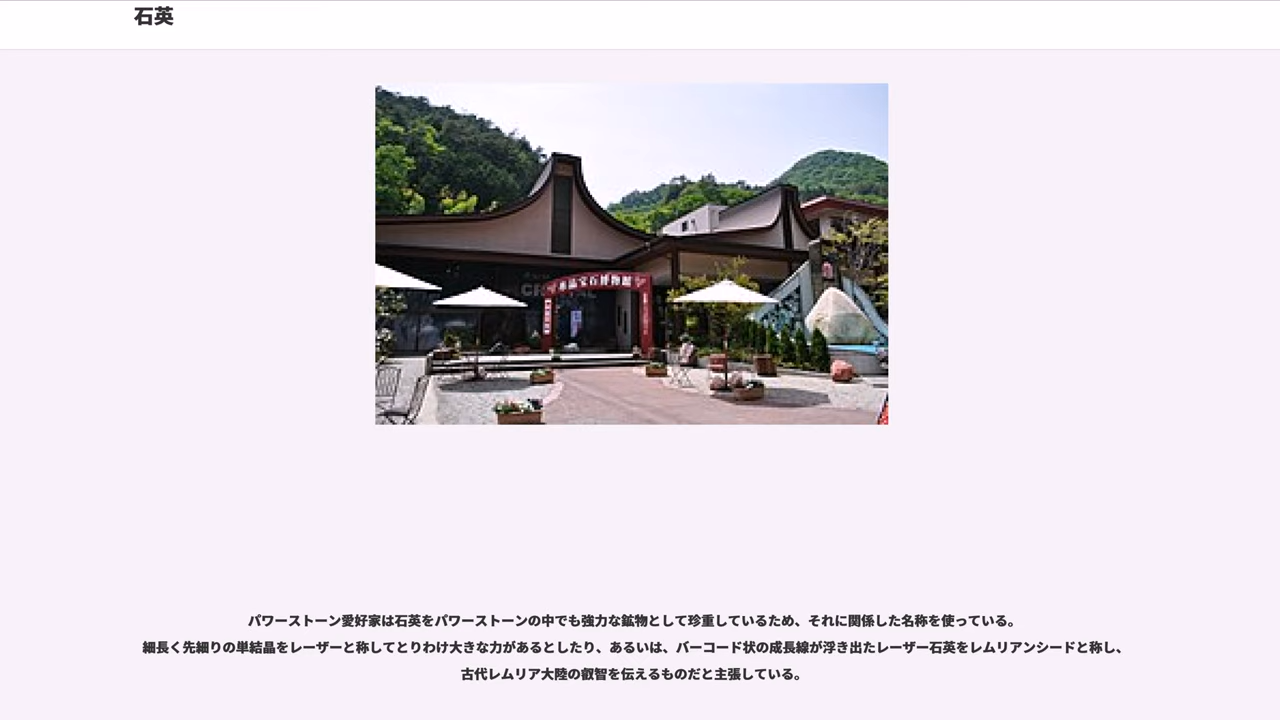 石英
水晶宝石博物館
パワーストーン愛好家は石英をパワーストーンの中でも強力な鉱物として珍重しているため、それに関係した名称を使っている。
細長く先細りの単結晶をレーザーと称してとりわけ大きな力があるとしたり、あるいは、バーコード状の成長線が浮き出たレーザー石英をレムリアンシードと称し、
古代レムリア大陸の叡智を伝えるものだと主張している。